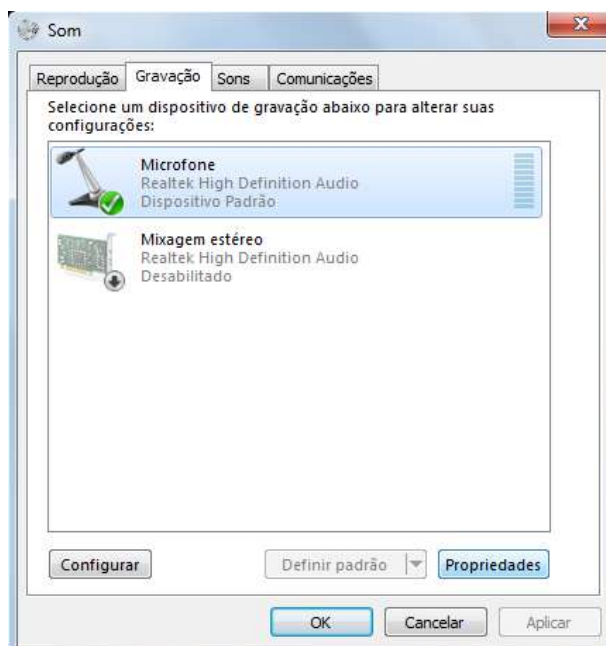 Som
Reprodução
Gravação
Sons
Comunicações
Selecione um dispositivo de gravação abaixo para alterar suas
configurações:
Microfone
Realtek High Definition Audio
Dispositivo Padrão
Mixagem estéreo
Realtek High Definition Audio
Desabilitado
Configurar
Definir padrão
Propriedades
OK
Cancelar
Aplicar